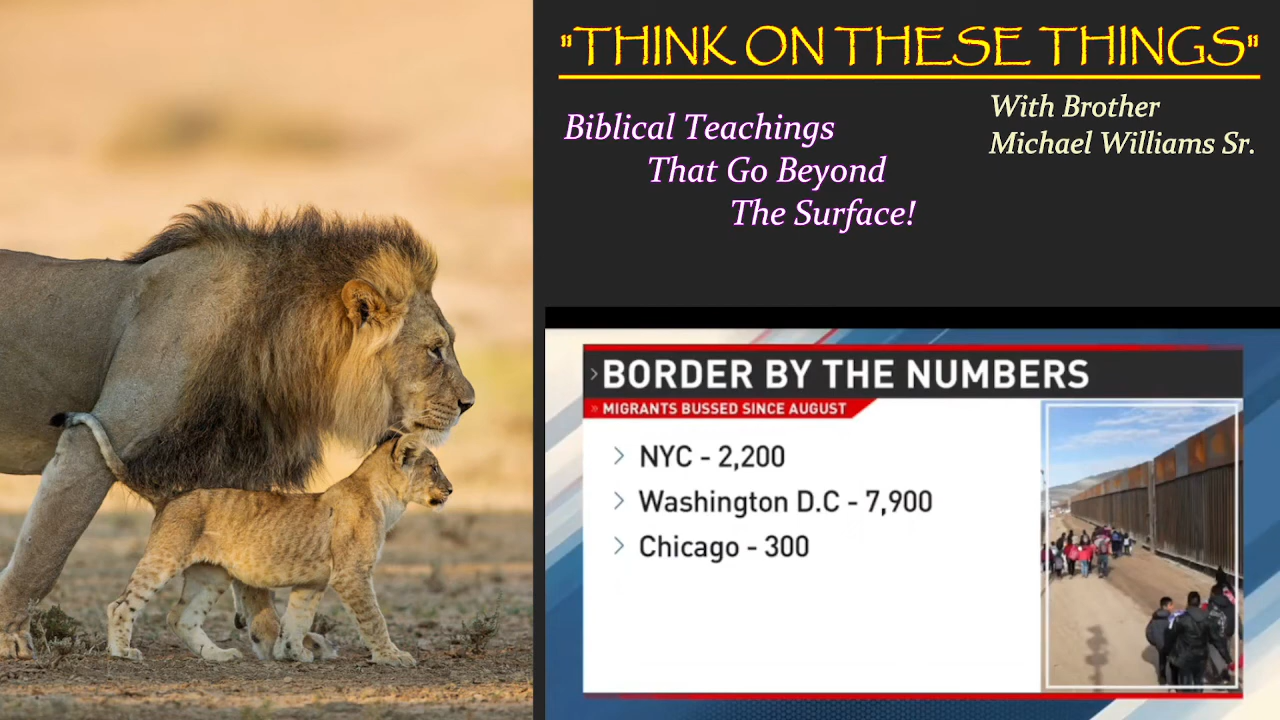 "THINK ON THESE THINGS"
With Brother
Michael Williams Sr.
Biblical Teachings
That Go Beyond
The Surface!
BORDER BY THE NUMBERS
MIGRANTS BUSSED SINCE AUGUST
NYC - 2,200
Washington D.C - 7,900
Chicago - 300